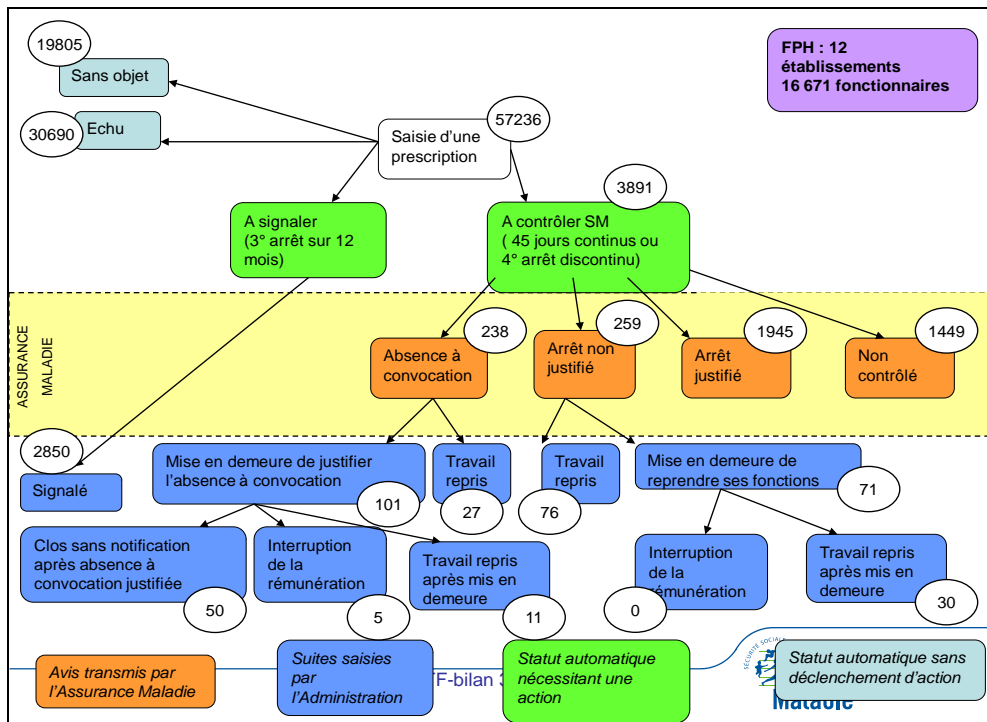 19805
Sans objet
FPH : 12
établissements
16 671 fonctionnaires
30690
Echu
57236
Saisie d'une
prescription
3891
A signaler
(3° arrêt sur 12
mois)
A contrôler SM
( 45 jours continus ou
4° arrêt discontinu)
ASSURANCE
MALADIE
238
Absence à
convocation
259
Arrêt non
justifié
1945
Arrêt
justifié
1449
Non
contrôlé
2850
Signalé
Mise en demeure de justifier
l'absence à convocation
101
Travail
repris
27
Travail
repris
76
Mise en demeure de
reprendre ses fonctions
71
Clos sans notification
après absence à
convocation justifiée
50
Interruption
de la
rémunération
5
Travail repris
après mis en
demeure
11
Interruption
de la
rémunération
0
Travail repris
après mis en
demeure
30
Avis transmis par
l'Assurance Maladie
Suites saisies
par
l'Administration
TF-bilan 3
Statut automatique
nécessitant une
action
SÉCURITÉ SOCIALE
Statut automatique sans
déclenchement d'action
Maladie